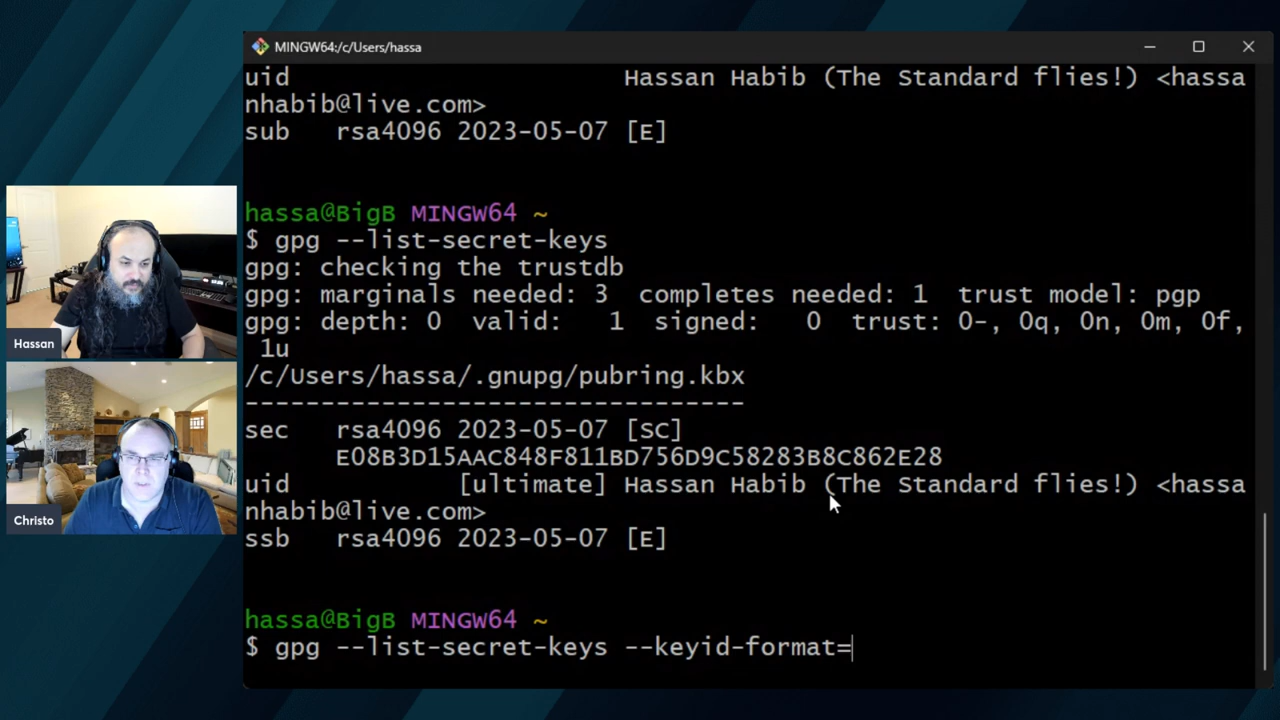 MINGW64:/c/Users/hassa
uid Hassan Habib (The Standard flies!) <hassa
nhabib@live.com>
sub rsa4096 2023-05-07 [E]
hassa@BigB MINGW64 ~
$ gpg --list-secret-keys
gpg: checking the trustdb
gpg: marginals needed: 3 completes needed: 1 trust model: pgp
gpg: depth: 0 valid: 1 signed: 0 trust: 0-, 0q, 0n, 0m, 0f,
1u
/c/Users/hassa/.gnupg/pubring.kbx
---------------------------------
sec rsa4096 2023-05-07 [SC]
E08B3D15AAC848F811BD756D9C58283B8C862E28
uid [ultimate] Hassan Habib (The Standard flies!) <hassa
nhabib@live.com>
ssb rsa4096 2023-05-07 [E]
hassa@BigB MINGW64 ~
$ gpg --list-secret-keys --keyid-format=
Hassan
Christo